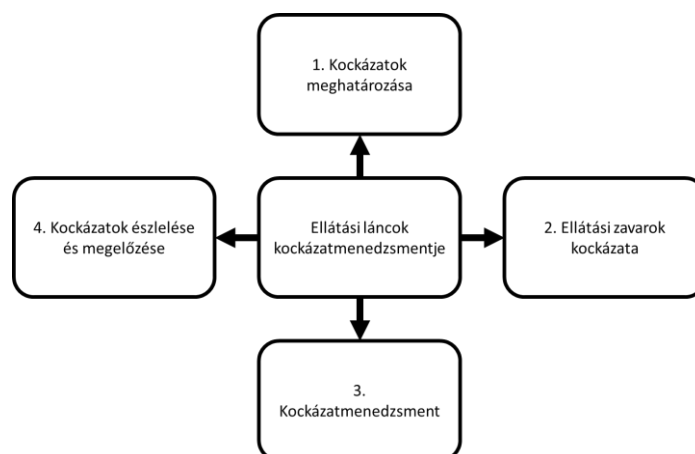 1. Kockázatok
meghatározása
4. Kockázatok észlelése
és megelőzése
Ellátási láncok
kockázatmenedzsmentje
2. Ellátási zavarok
kockázata
3.
Kockázatmenedzsment